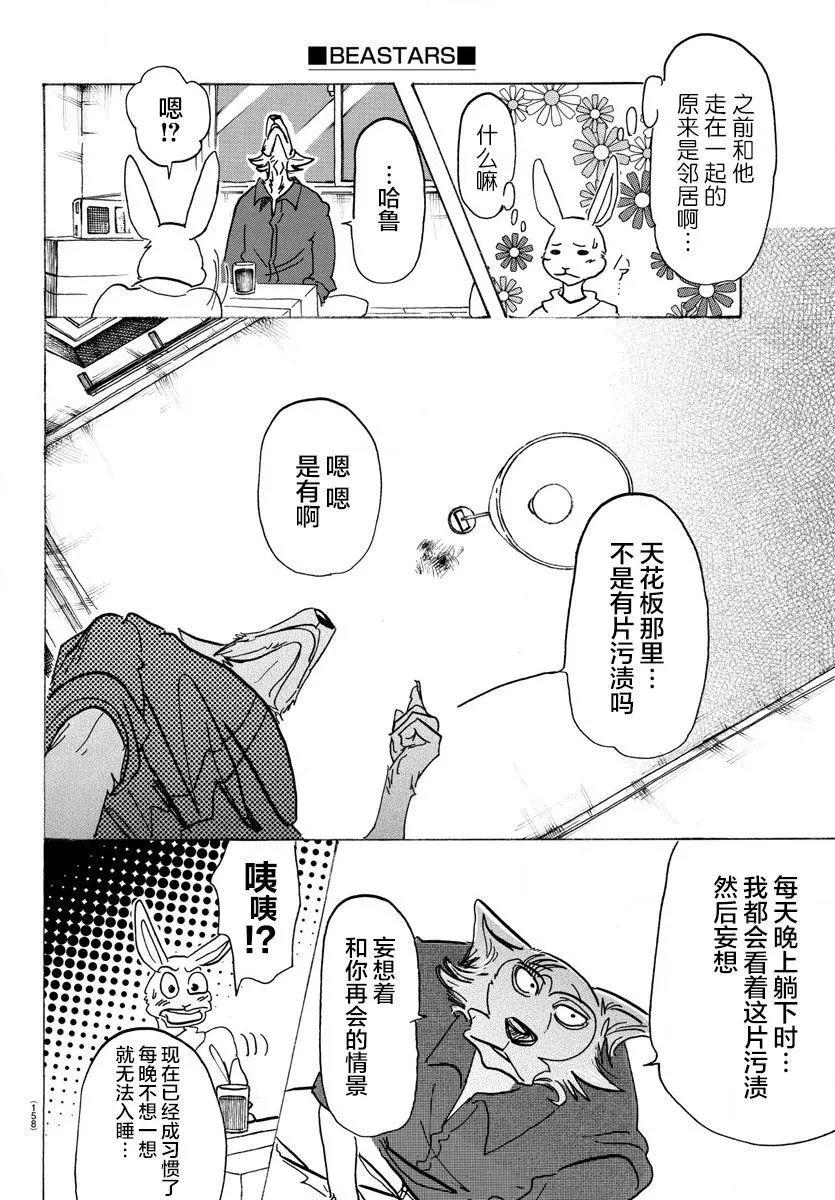 ■BEASTARS■
之前和他
走在一起的
原来是邻居啊…
什么嘛
ハァ…
…哈鲁
嗯!?
天花板那里…
不是有片污渍吗
嗯嗯
是有啊
每天晚上躺下时…
我都会看着这片污渍
然后妄想
妄想着
和你再会的情景
咦咦!?
现在已经成习惯了
每晚不想一想
就无法入睡…
(158)